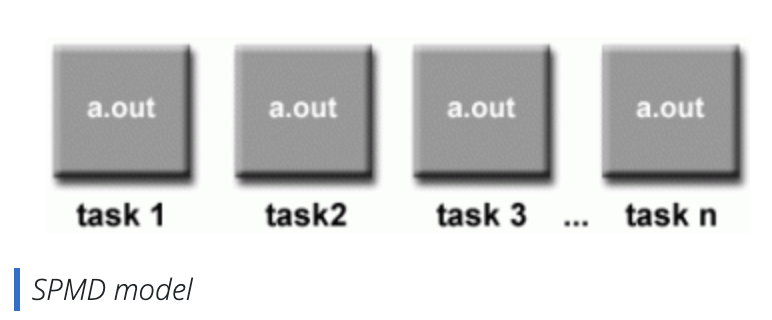 a.out a.out a.out a.out
task 1 task2 task 3 ... task n
SPMD model